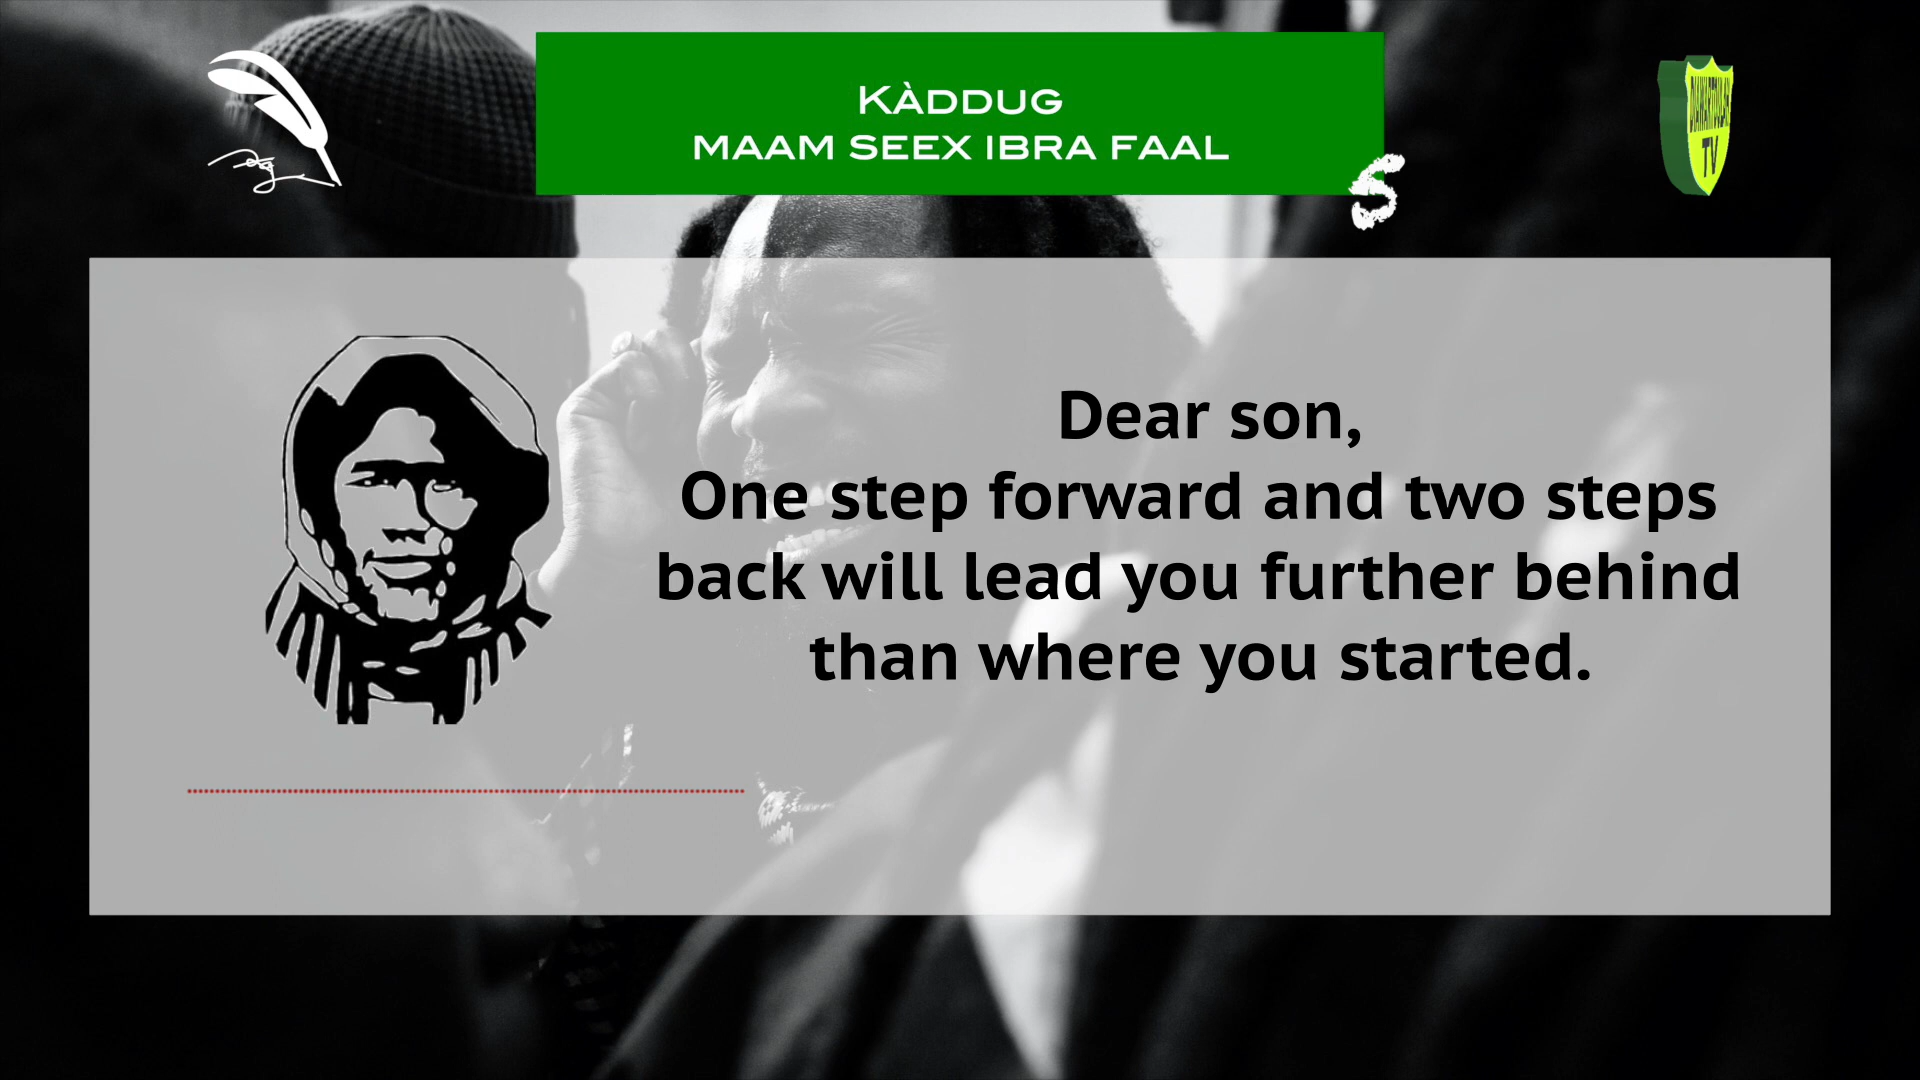 KÀDDUG
MAAM SEEX IBRA FAAL
S
TV
Dear son,
One step forward and two steps
back will lead you further behind
than where you started.